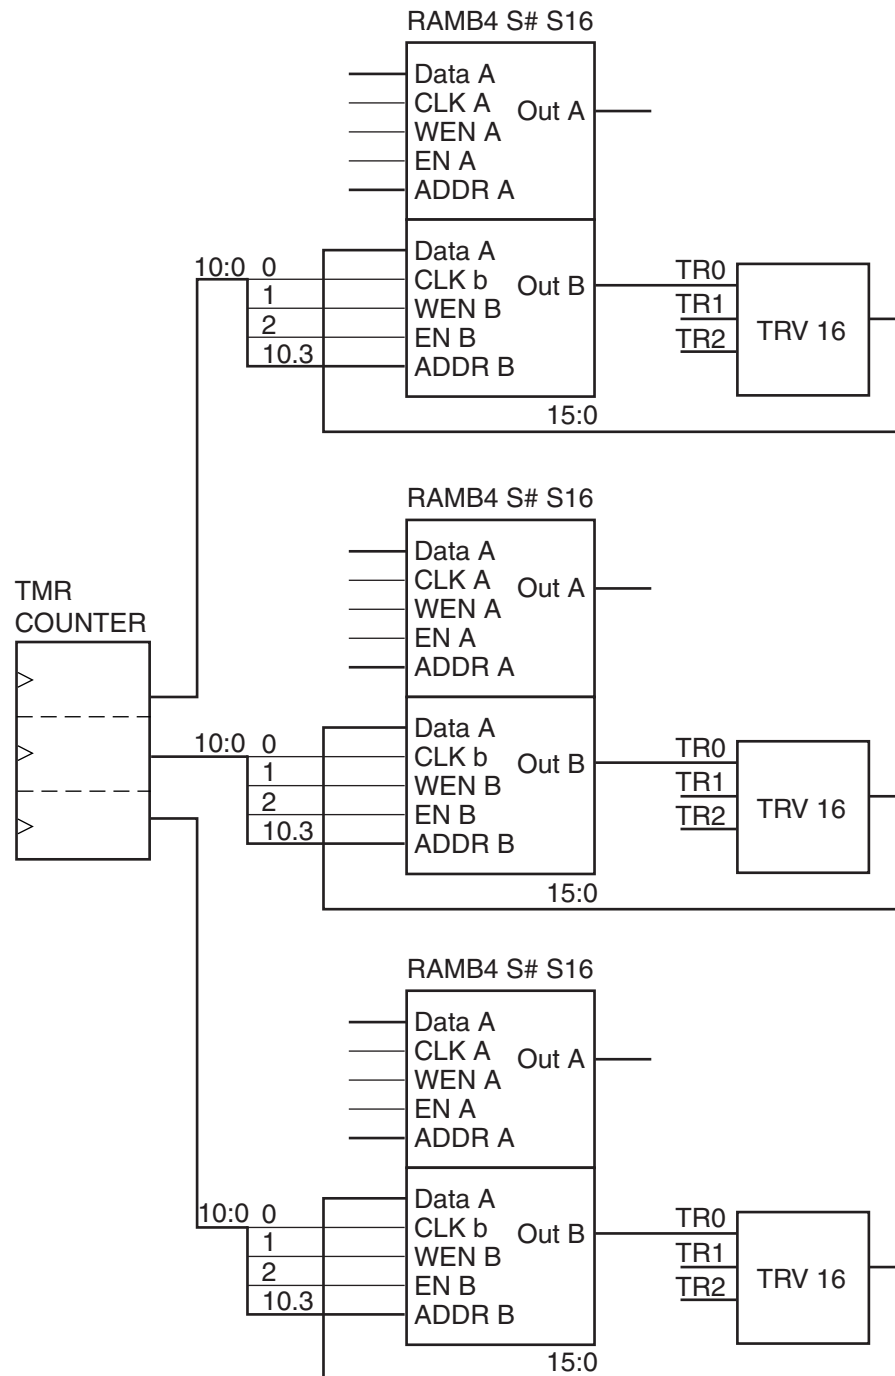 RAMB4 S# S16
Data A
CLK A
WEN A
EN A
ADDR A
Out A
10:0
0
1
2
10.3
Data A
CLK b
WEN B
EN B
ADDR B
Out B
15:0
TR0
TR1
TR2
TRV 16
RAMB4 S# S16
Data A
CLK A
WEN A
EN A
ADDR A
Out A
TMR
COUNTER
10:0
0
1
2
10.3
Data A
CLK b
WEN B
EN B
ADDR B
Out B
15:0
TR0
TR1
TR2
TRV 16
RAMB4 S# S16
Data A
CLK A
WEN A
EN A
ADDR A
Out A
10:0
0
1
2
10.3
Data A
CLK b
WEN B
EN B
ADDR B
Out B
15:0
TR0
TR1
TR2
TRV 16